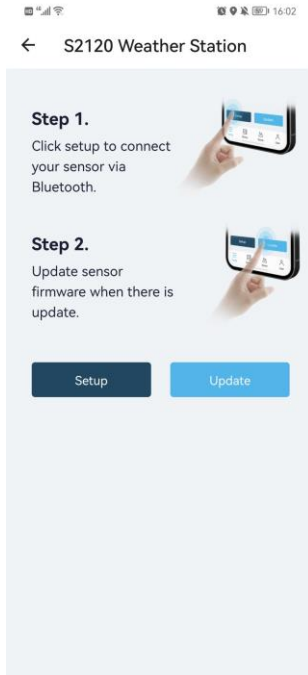 16:02
S2120 Weather Station
Step 1.
Click setup to connect
your sensor via
Bluetooth.
Step 2.
Update sensor
firmware when there is
update.
Setup
Update